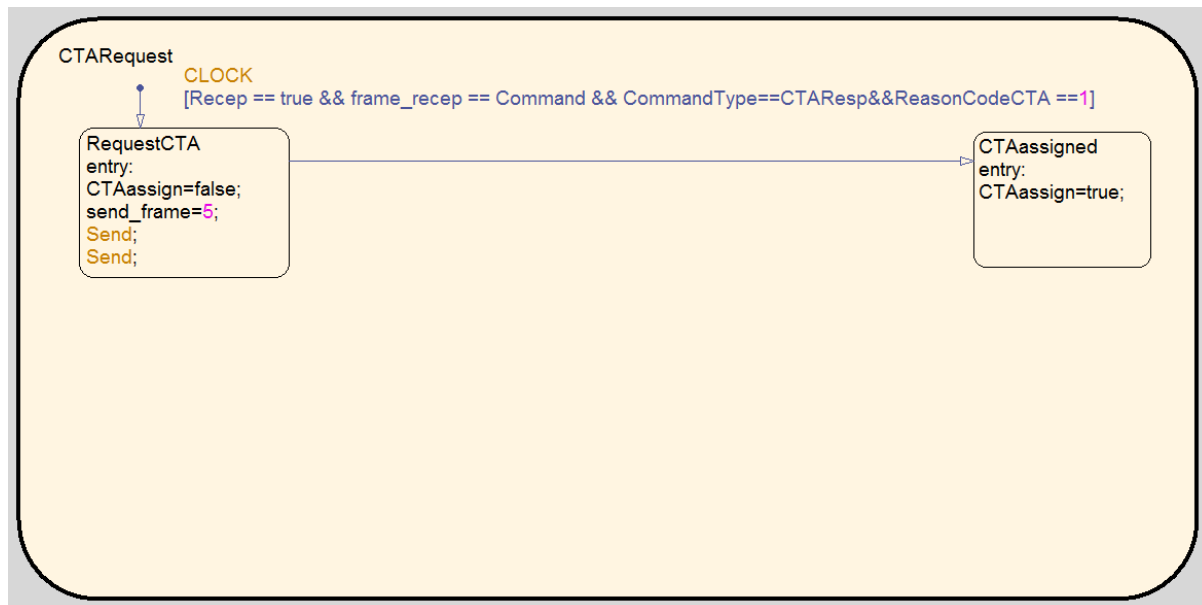 CTARequest
CLOCK
[Recep == true && frame_recep == Command && CommandType==CTAResp&&ReasonCodeCTA ==1]
RequestCTA
entry:
CTAassign=false;
send_frame=5;
Send;
Send;
CTAassigned
entry:
CTAassign=true;